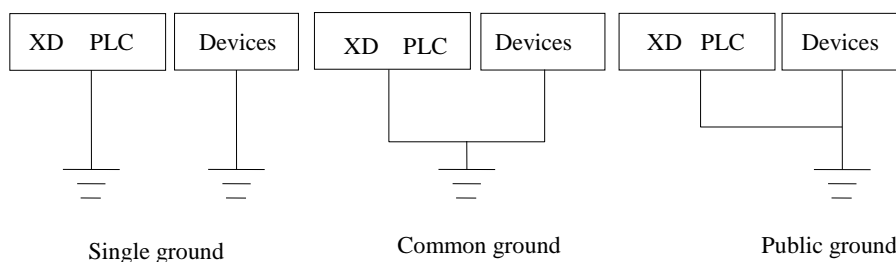 XD PLC
Devices
XD PLC
Devices
XD PLC
Devices
Single ground
Common ground
Public ground